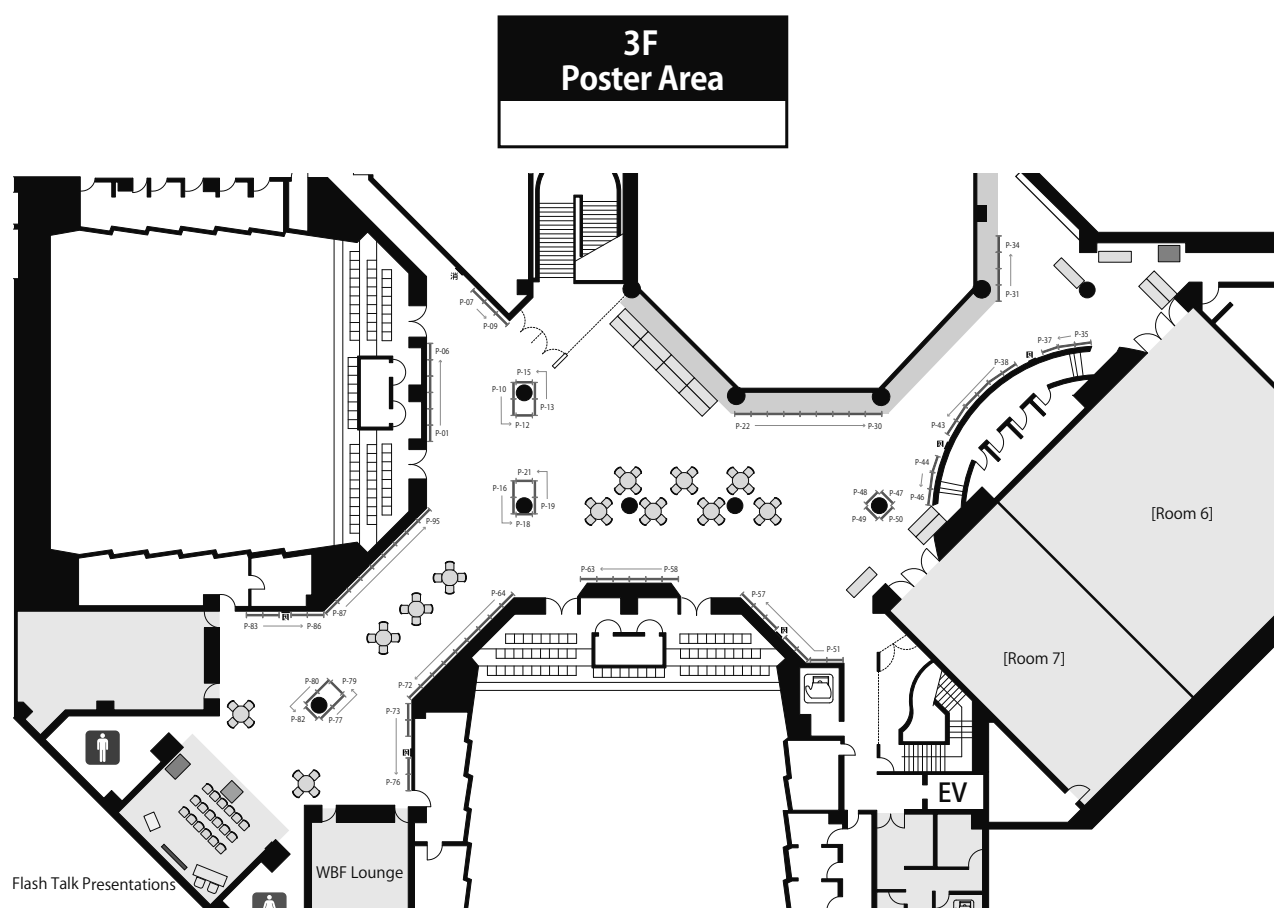 3F
Poster Area
P-34
消
P-31
P-07
P-09
P-35
P-37
P-06
P-38
P-15
P-10
P-13
P-12
P-22
P-30
P-43
P-01
P-21
P-16
P-19
P-18
P-44
P-46
P-48
P-47
P-49
P-50
[Room 6]
P-95
P-63
P-58
P-64
P-57
P-87
P-83
P-86
P-51
[Room 7]
P-80
P-79
P-72
P-82
P-77
P-73
P-76
EV
WBF Lounge
Flash Talk Presentations